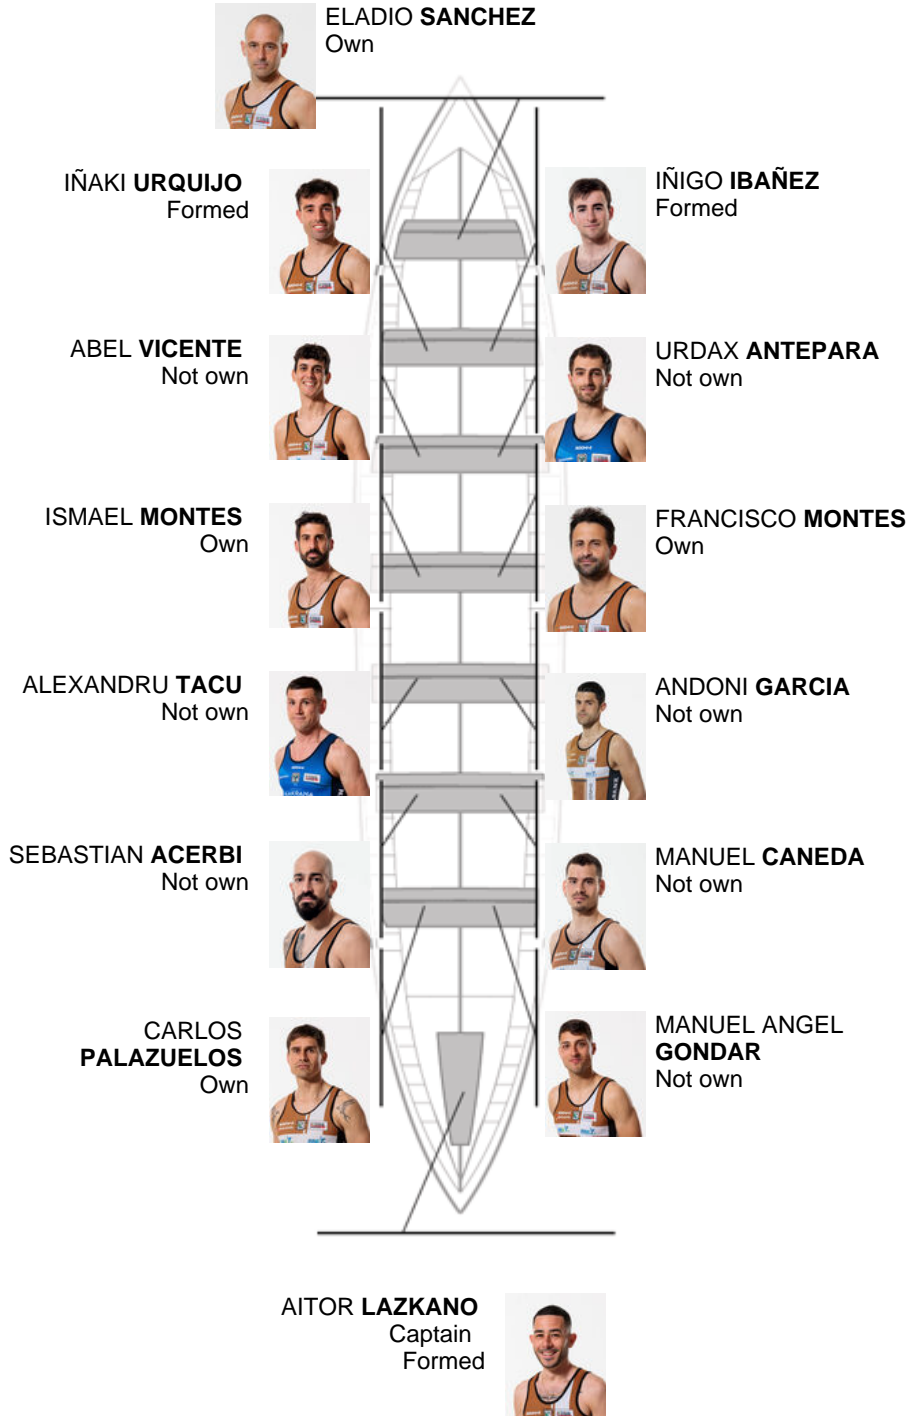 ELADIO SANCHEZ
Own
IÑAKI URQUIJO
Formed
IÑIGO IBAÑEZ
Formed
ABEL VICENTE
Not own
URDAX ANTEPARA
Not own
ISMAEL MONTES
Own
FRANCISCO MONTES
Own
ALEXANDRU TACU
Not own
ANDONI GARCIA
Not own
SEBASTIAN ACERBI
Not own
MANUEL CANEDA
Not own
CARLOS
PALAZUELOS
Own
MANUEL ANGEL
GONDAR
Not own
AITOR LAZKANO
Captain
Formed